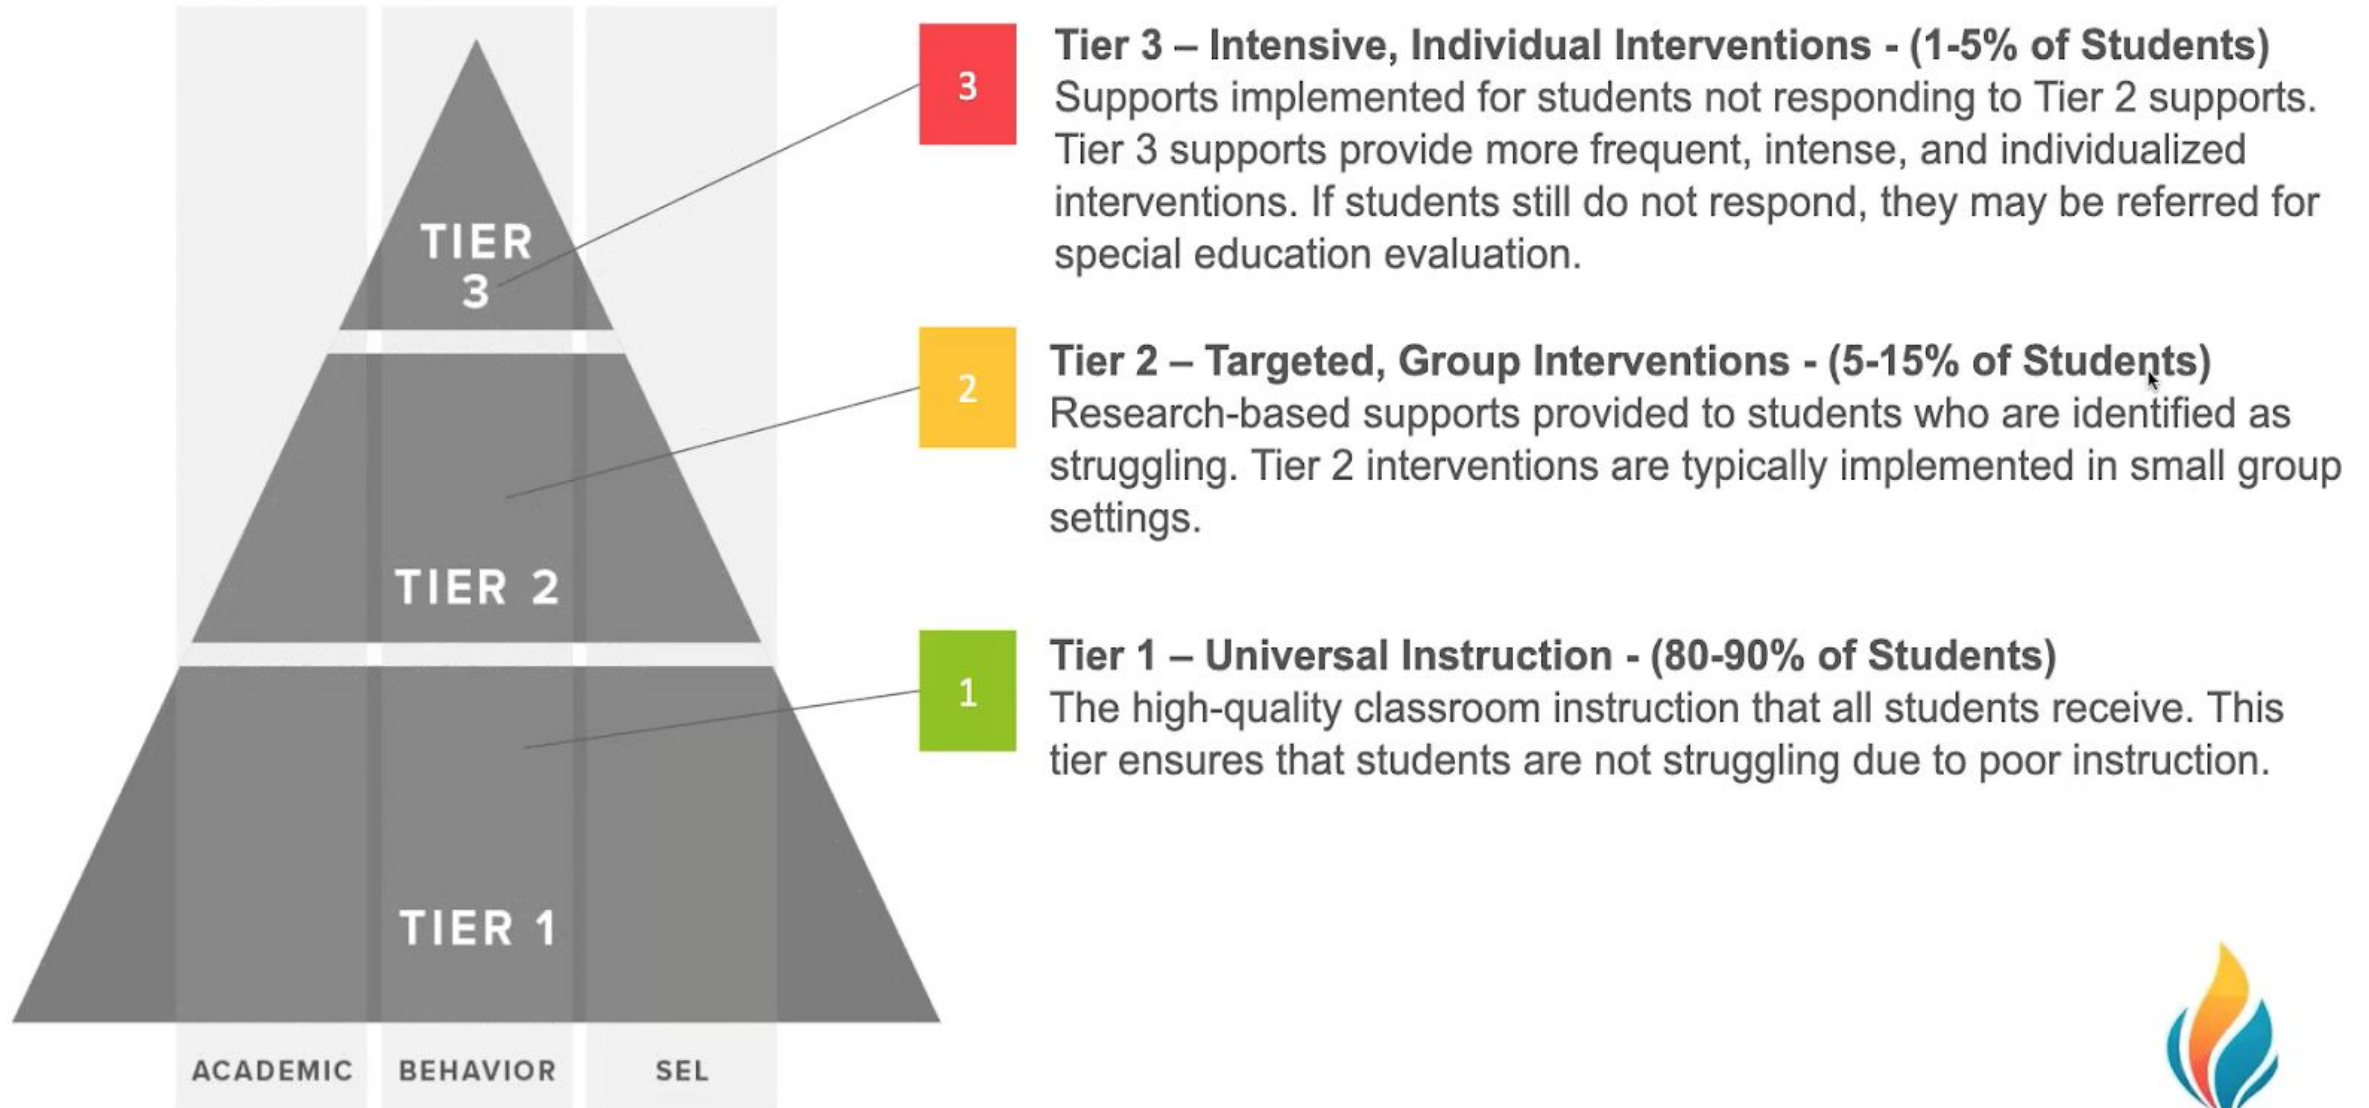 TIER
3
TIER 2
TIER 1
ACADEMIC
BEHAVIOR
SEL
3
Tier 3 – Intensive, Individual Interventions - (1-5% of Students)
Supports implemented for students not responding to Tier 2 supports.
Tier 3 supports provide more frequent, intense, and individualized
interventions. If students still do not respond, they may be referred for
special education evaluation.
2
Tier 2 – Targeted, Group Interventions - (5-15% of Students)
Research-based supports provided to students who are identified as
struggling. Tier 2 interventions are typically implemented in small group
settings.
1
Tier 1 – Universal Instruction - (80-90% of Students)
The high-quality classroom instruction that all students receive. This
tier ensures that students are not struggling due to poor instruction.